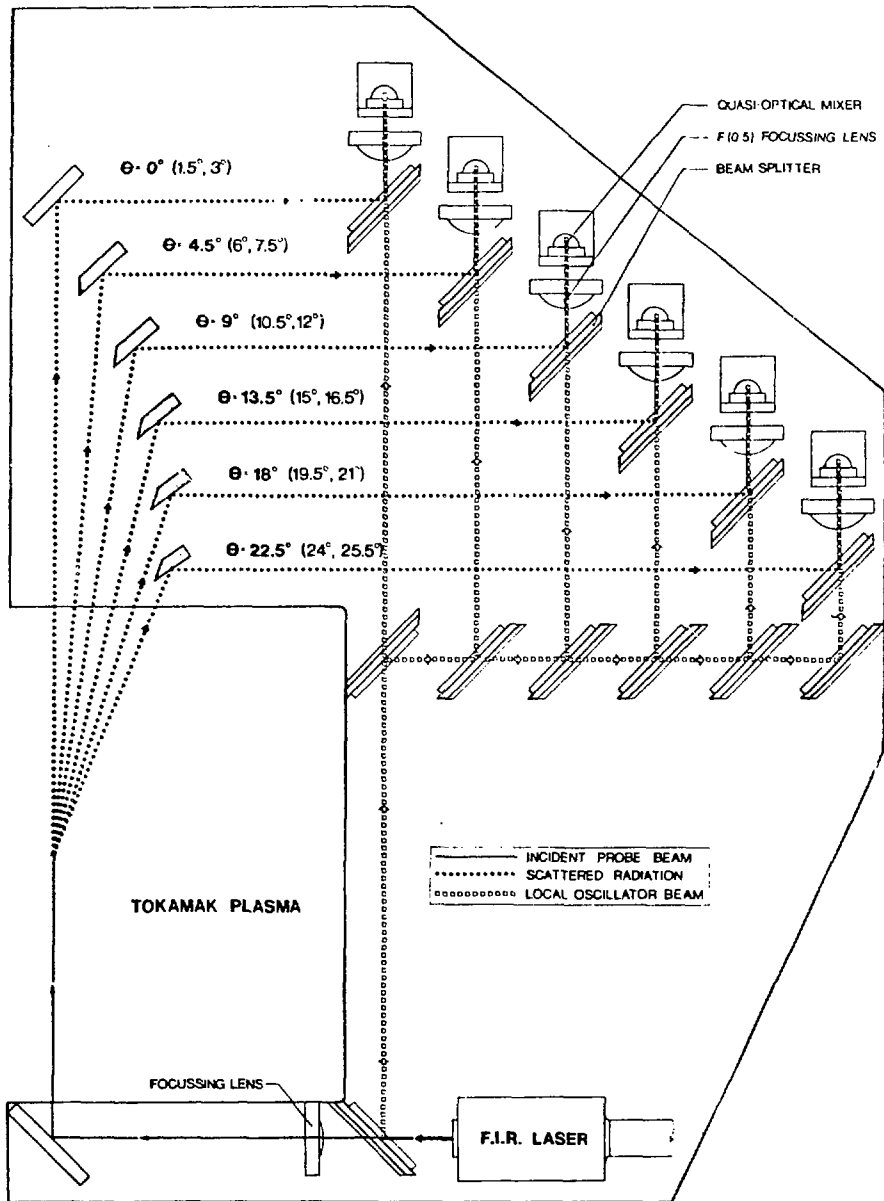 QUASI-OPTICAL MIXER
F(0.5) FOCUSSING LENS
BEAM SPLITTER
Θ= 0° (1.5°, 3°)
Θ= 4.5° (6°, 7.5°)
Θ= 9° (10.5°, 12°)
Θ= 13.5° (15°, 16.5°)
Θ= 18° (19.5°, 21°)
Θ= 22.5° (24°, 25.5°)
INCIDENT PROBE BEAM
SCATTERED RADIATION
LOCAL OSCILLATOR BEAM
TOKAMAK PLASMA
FOCUSSING LENS
F.I.R. LASER